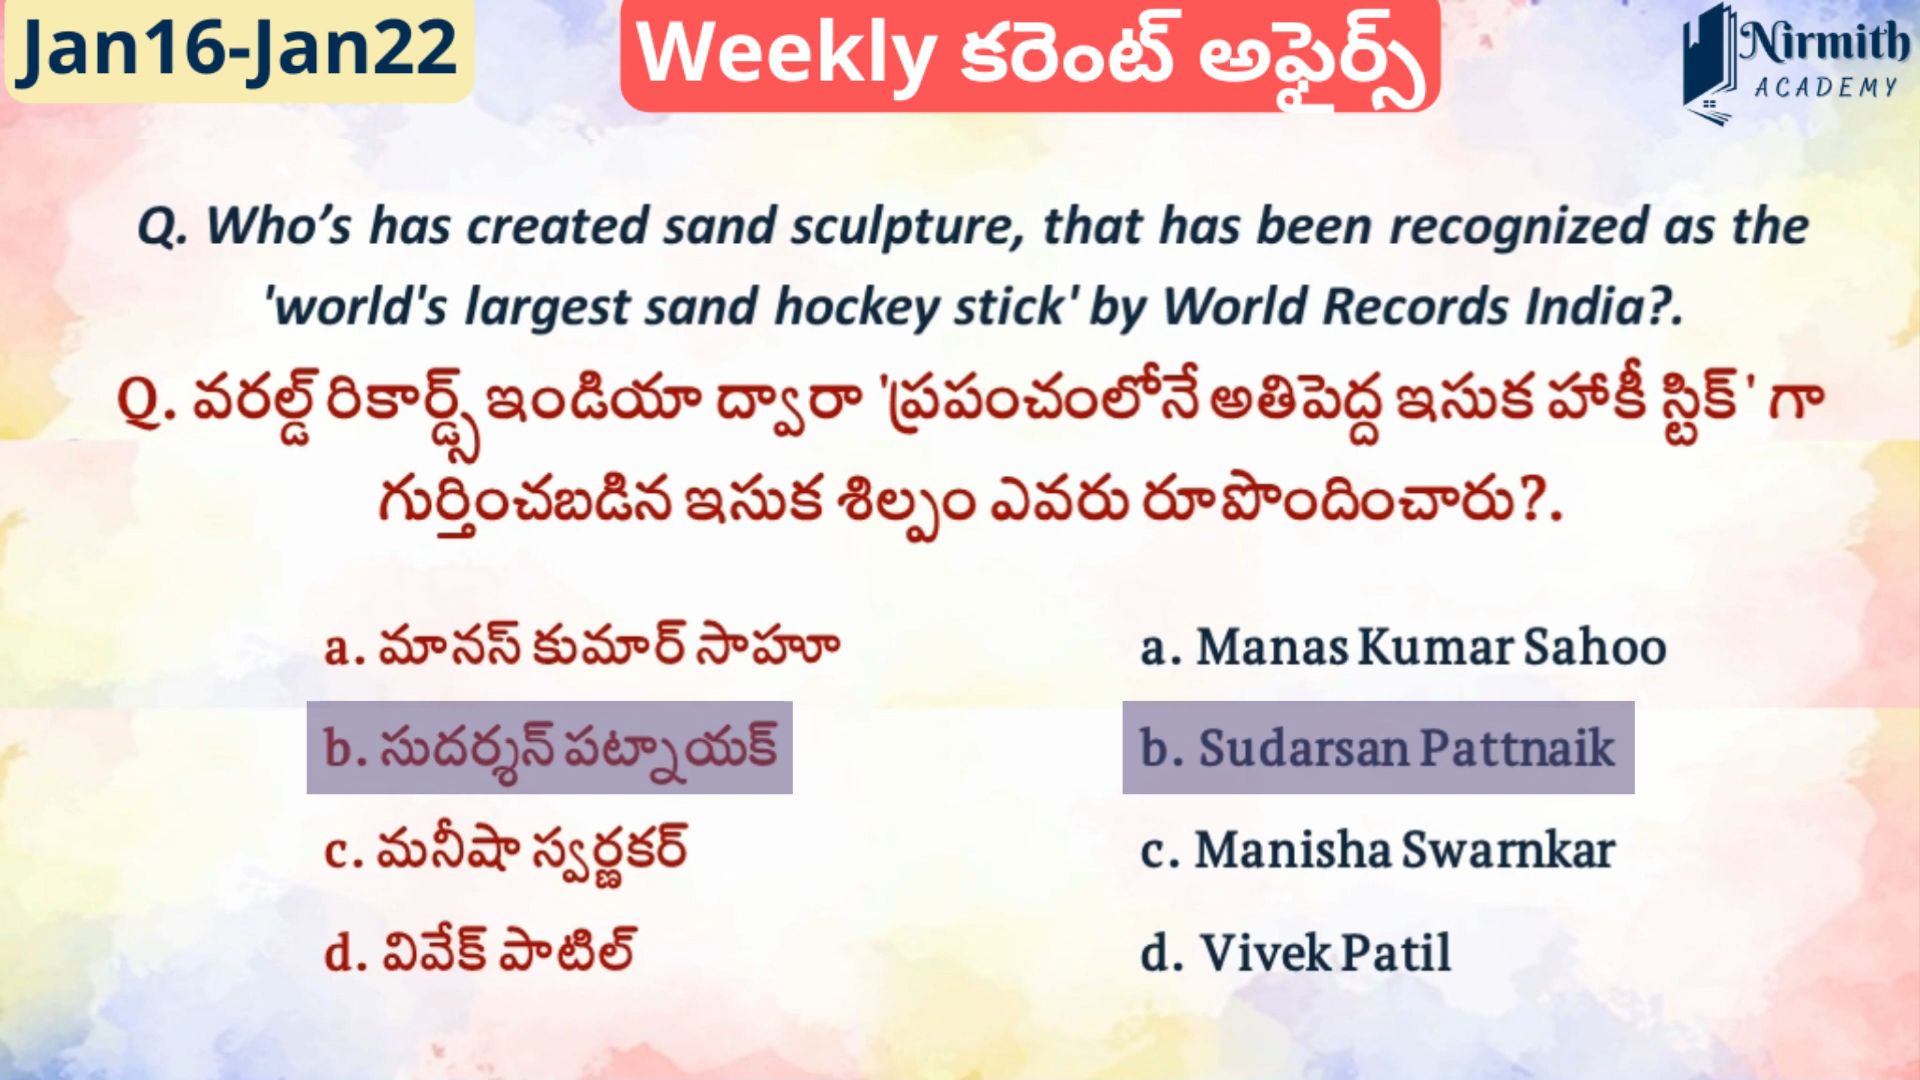 Jan16-Jan22
Weekly కరెంట్ అఫైర్స్
Nirmith
ACADEMY
Q. Who’s has created sand sculpture, that has been recognized as the
'world's largest sand hockey stick' by World Records India?.
Q. వరల్డ్ రికార్డ్స్ ఇండియా ద్వారా 'ప్రపంచంలోనే అతిపెద్ద ఇసుక హాకీ స్టిక్' గా
గుర్తించబడిన ఇసుక శిల్పం ఎవరు రూపొందించారు?.
a. మానస్ కుమార్ సాహూ
b. సుదర్శన్ పట్నాయక్
c. మనీషా స్వర్ణకర్
d. వివేక్ పాటిల్
a. Manas Kumar Sahoo
b. Sudarsan Pattnaik
c. Manisha Swarnkar
d. Vivek Patil